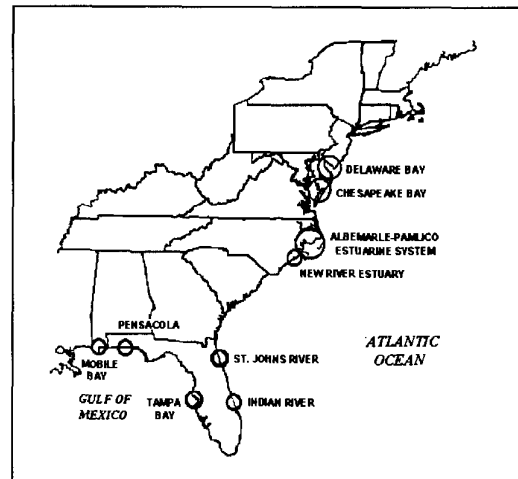 DELAWARE BAY
CHESAPEAKE BAY
ALBEMARLE-PAMLICO
ESTUARINE SYSTEM
NEW RIVER ESTUARY
PENSACOLA
ATLANTIC
OCEAN
ST. JOHNS RIVER
MOBILE
BAY
GULF OF
MEXICO
TAMPA
BAY
INDIAN RIVER